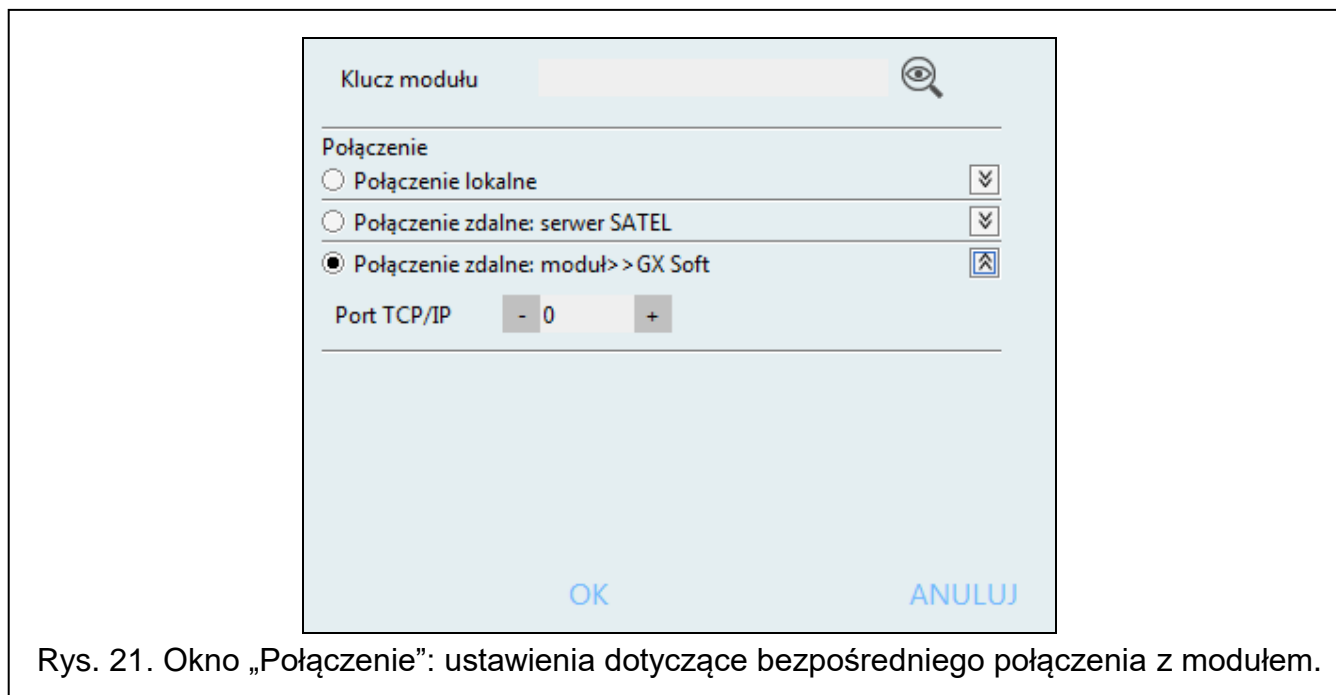 Klucz modułu
Połączenie
Połączenie lokalne
Połączenie zdalne: serwer SATEL
Połączenie zdalne: moduł>>GX Soft
Port TCP/IP - 0 +
OK ANULUJ
Rys. 21. Okno „Połączenie”: ustawienia dotyczące bezpośredniego połączenia z modułem.